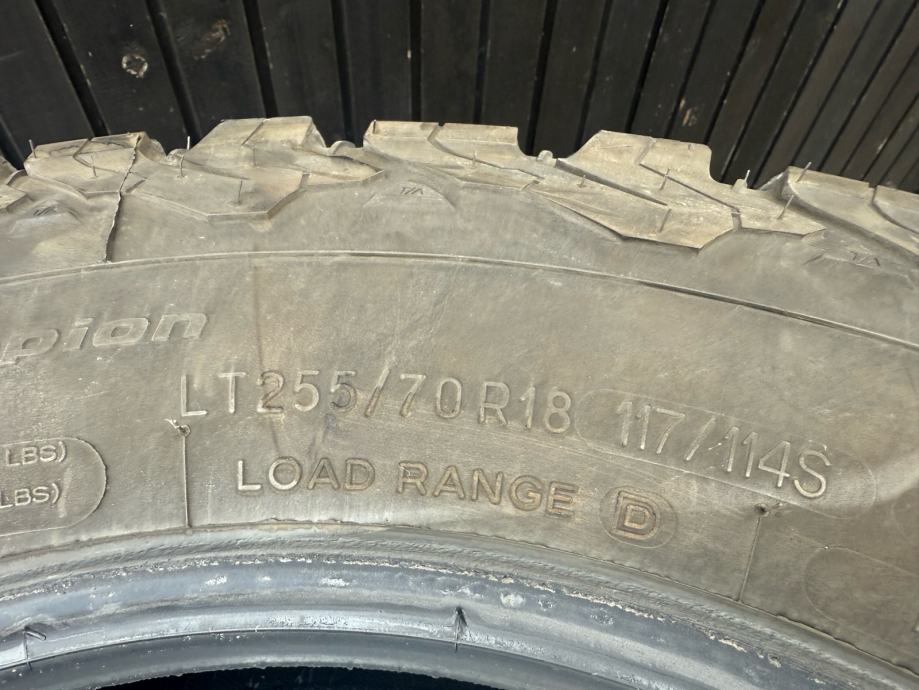 pion
LT255/70R18 117/114S
LBS)
LBS)
LOAD RANGE D